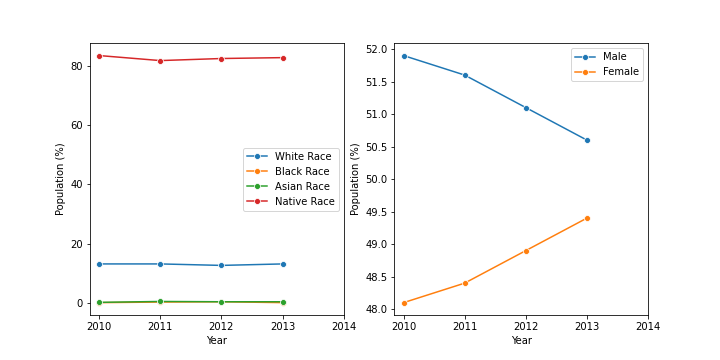 80
60
40
20
0
Population (%)
2010 2011 2012 2013 2014
Year
White Race
Black Race
Asian Race
Native Race
52.0
51.5
51.0
50.5
50.0
49.5
49.0
48.5
48.0
Population (%)
2010 2011 2012 2013 2014
Year
Male
Female